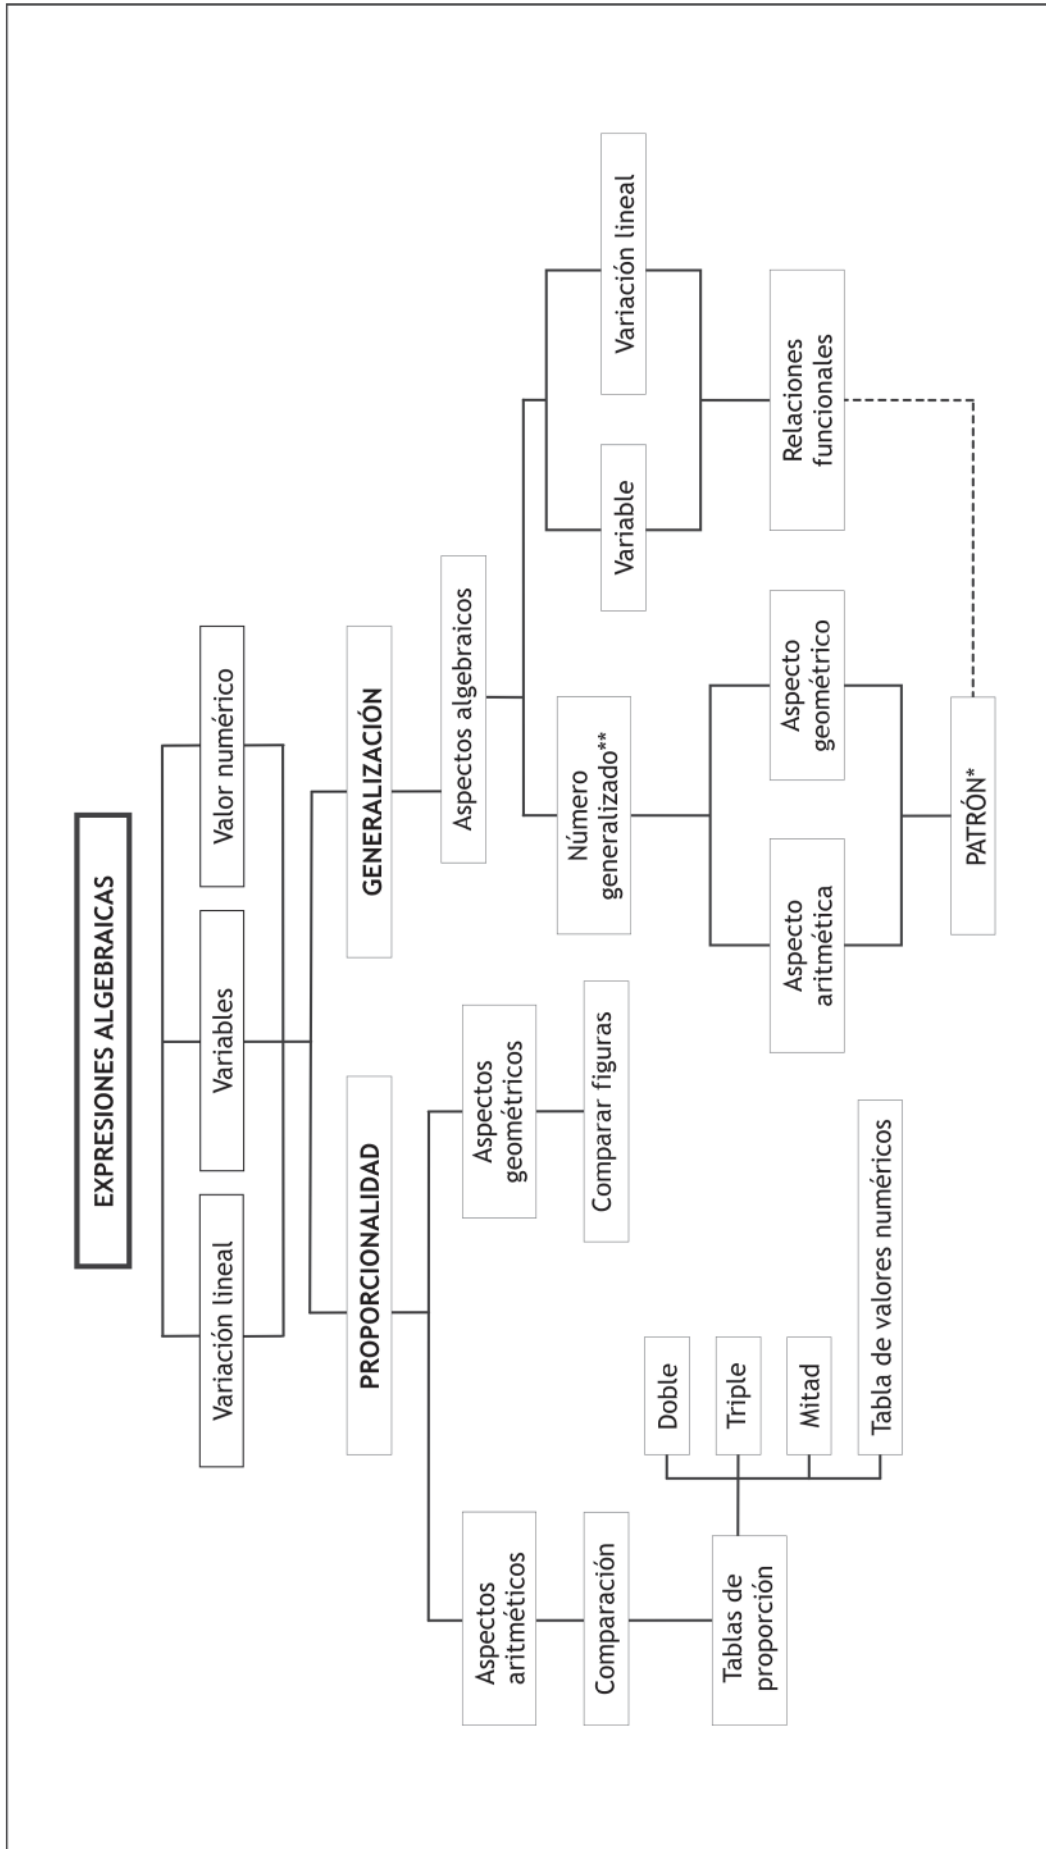 EXPRESIONES ALGEBRAICAS
Variación lineal
Variables
Valor numérico
PROPORCIONALIDAD
GENERALIZACIÓN
Aspectos
aritméticos
Aspectos
geométricos
Aspectos algebraicos
Comparación
Comparar figuras
Número
generalizado**
Variable
Variación lineal
Tablas de
proporción
Doble
Triple
Mitad
Tabla de valores numéricos
Aspecto
aritmética
Aspecto
geométrico
Relaciones
funcionales
PATRÓN*